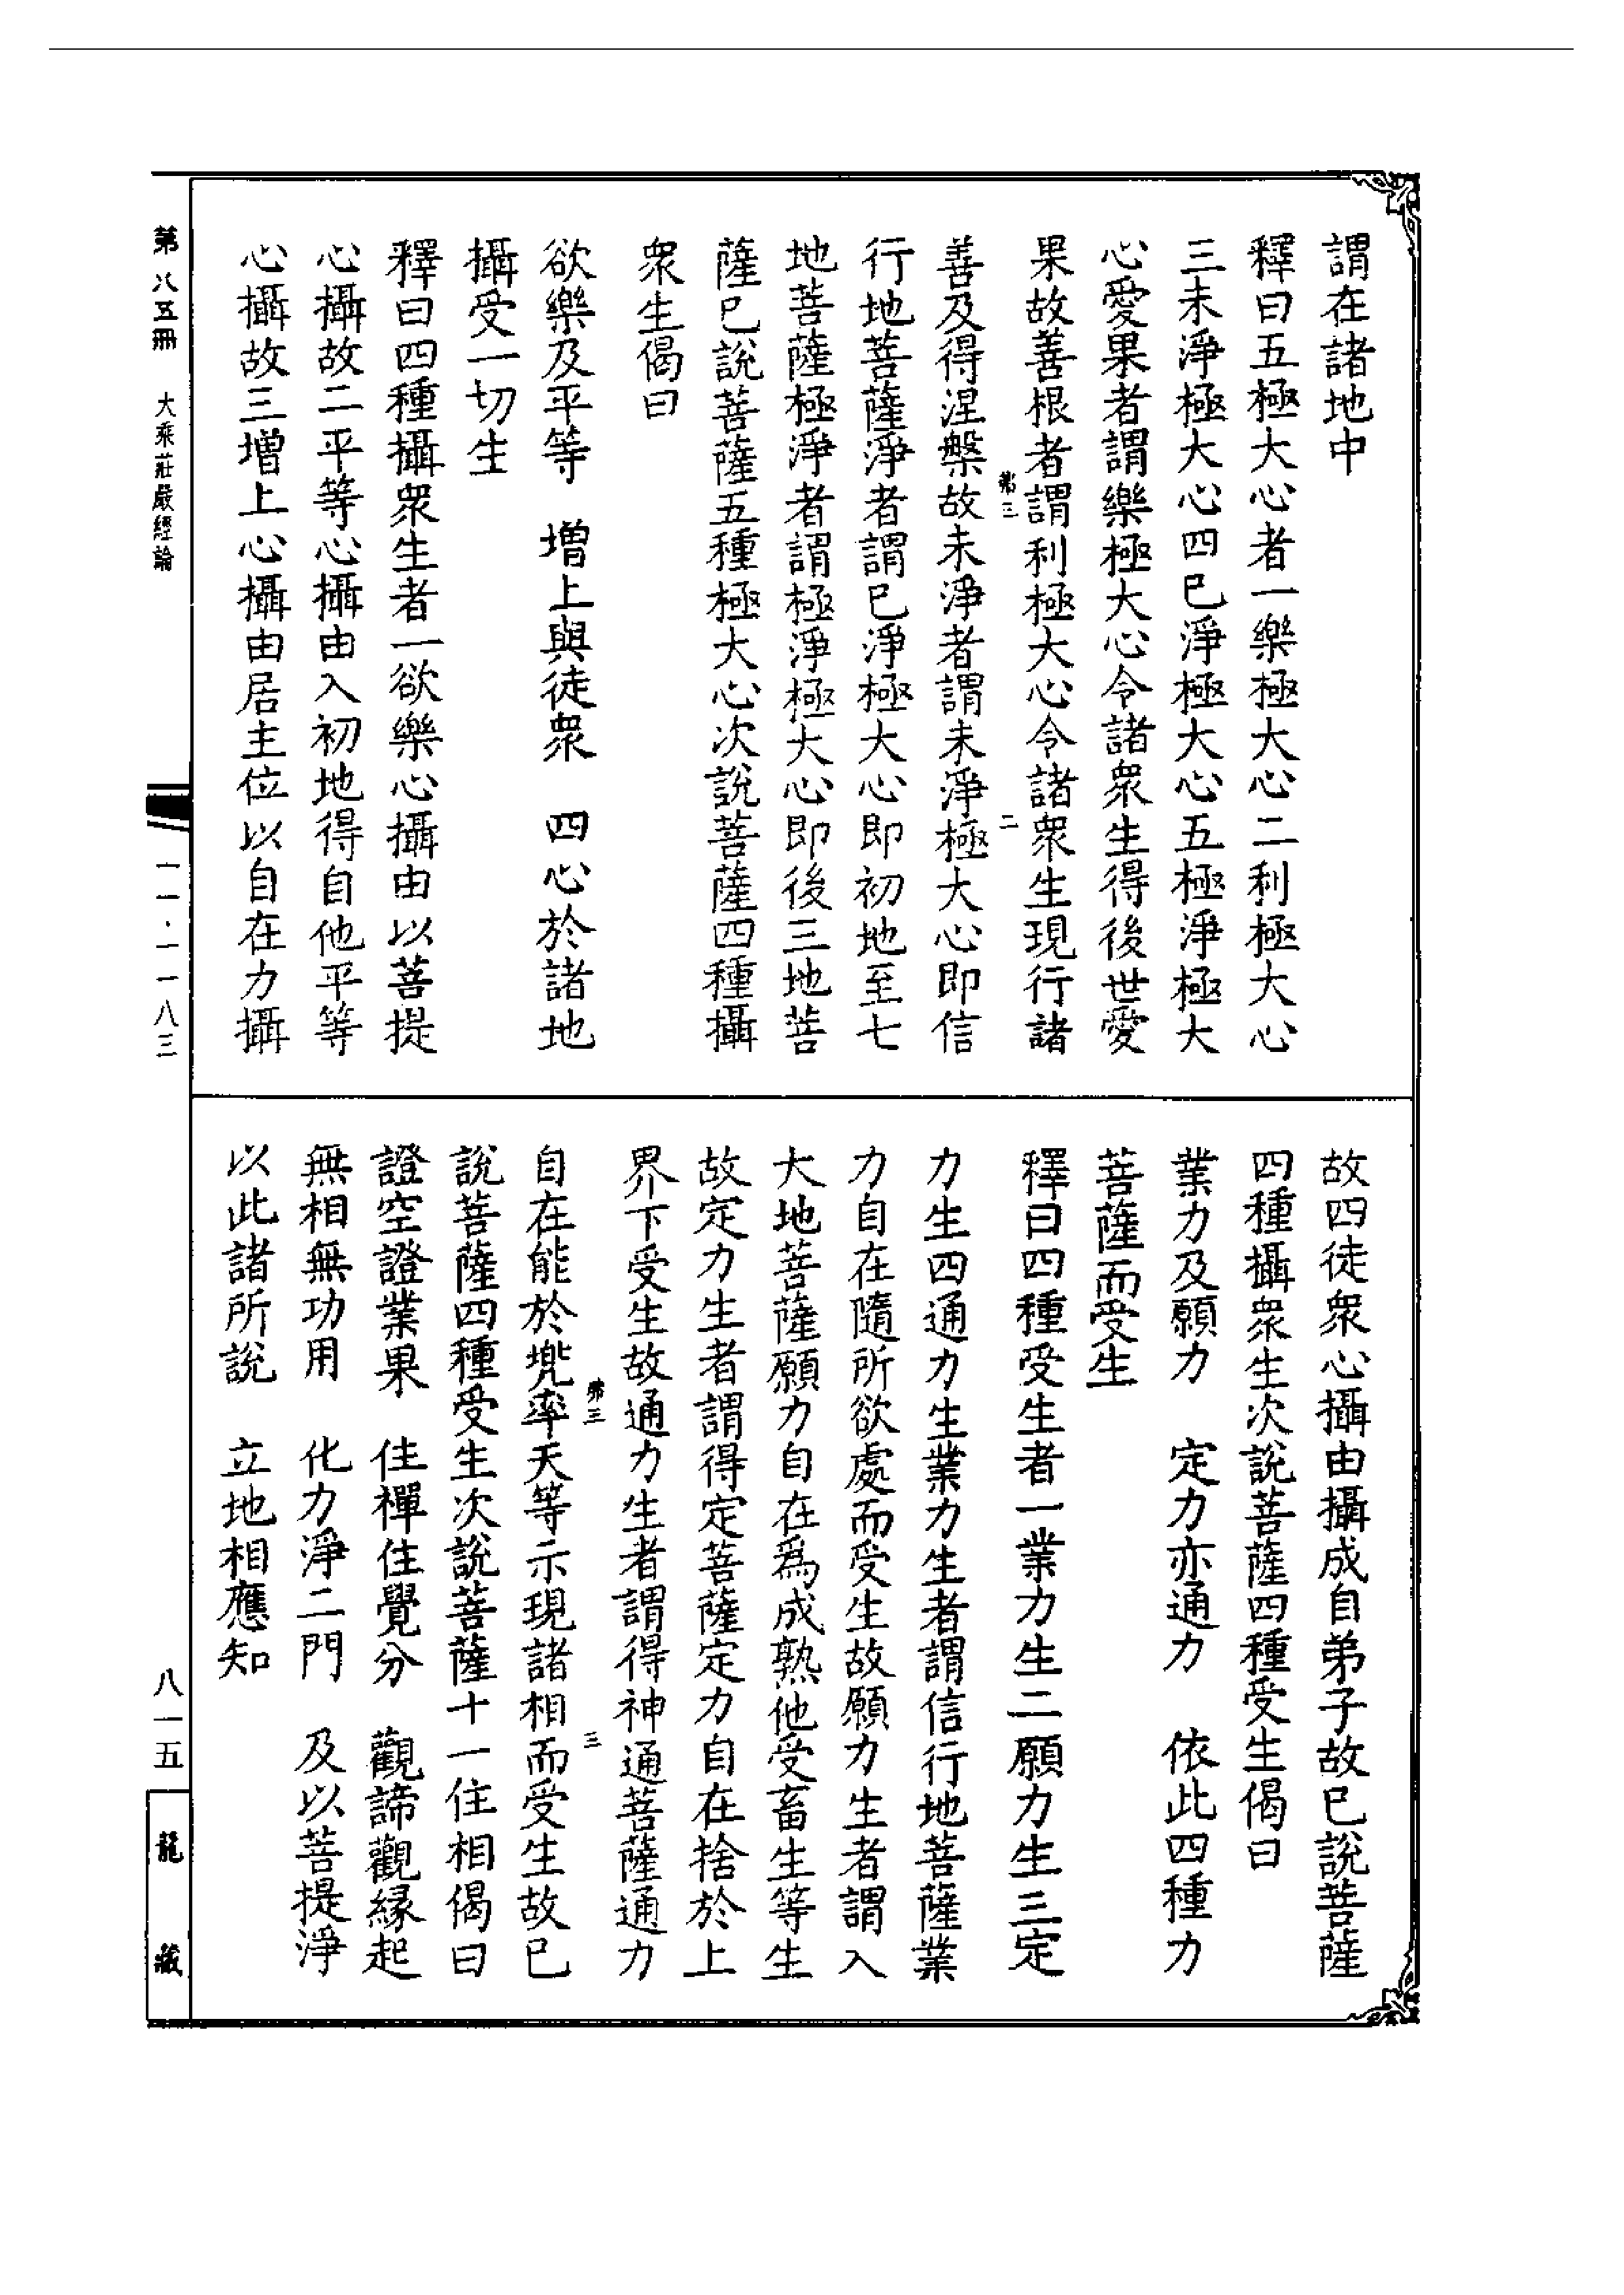 謂在諸地中
釋曰五極大心者一樂極大心二利極大心
三未淨極大心四巳淨極大心五極淨極大
心愛果者謂樂極大心令諸衆生得後世愛
果故善根者謂利極大心令諸衆生現行諸
第三 二
善及得涅槃故未淨者謂未淨極大心即信
行地菩薩淨者謂巳淨極大心即初地至七
地菩薩極淨者謂極淨極大心即後三地菩
薩巳說菩薩五種極大心次說菩薩四種攝
衆生偈曰
欲樂及平等 增上與徒衆 四心於諸地
攝受一切生
釋曰四種攝衆生者一欲樂心攝由以菩提
心攝故二平等心攝由入初地得自他平等
心攝故三增上心攝由居主位以自在力攝
故四徒衆心攝由攝成自弟子故巳說菩薩
四種攝衆生次說菩薩四種受生偈曰
業力及願力 定力亦通力 依此四種力
菩薩而受生
釋曰四種受生者一業力生二願力生三定
力生四通力生業力生者謂信行地菩薩業
力自在隨所欲處而受生故願力生者謂入
大地菩薩願力自在爲成熟他受畜生等生
故定力生者謂得定菩薩定力自在捨於上
界下受生故通力生者謂得神通菩薩通力
第三 三
自在能於兠率天等示現諸相而受生故巳
說菩薩四種受生次說菩薩十一住相偈曰
證空證業果 住禪住覺分 觀諦觀緣起
無相無功用 化力淨二門 及以菩提淨
以此諸所說 立地相應知
第八五冊 大乘莊嚴經論
一一·一一八三
八一五
龍藏